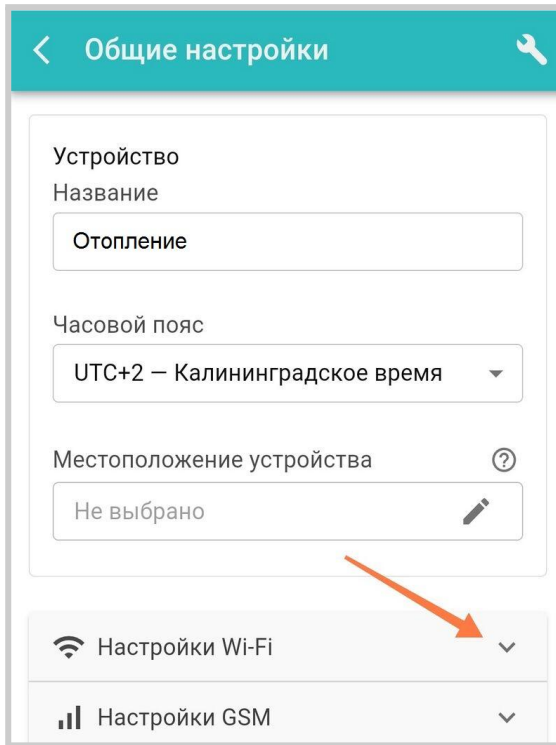 Общие настройки
Устройство
Название
Отопление
Часовой пояс
UTC+2 — Калининградское время
Местоположение устройства
Не выбрано
Настройки Wi-Fi
Настройки GSM